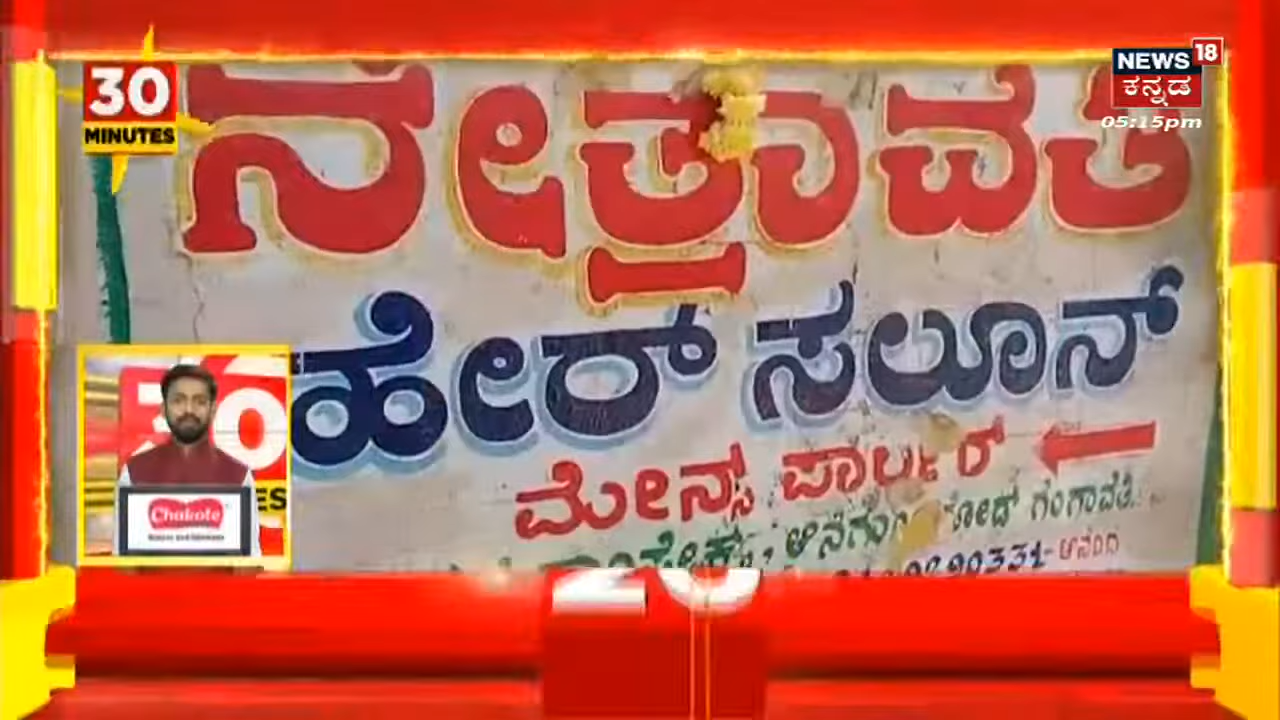 30
MINUTES
NEWS 18
ಕನ್ನಡ
05:15pm
ನೇತ್ರಾವತಿ
ಹೇರ್ ಸಲೂನ್
ಮೇನ್ಸ್ ಪಾರ್ಲರ್
ಗಂಗಾವತಿ.
Chakote